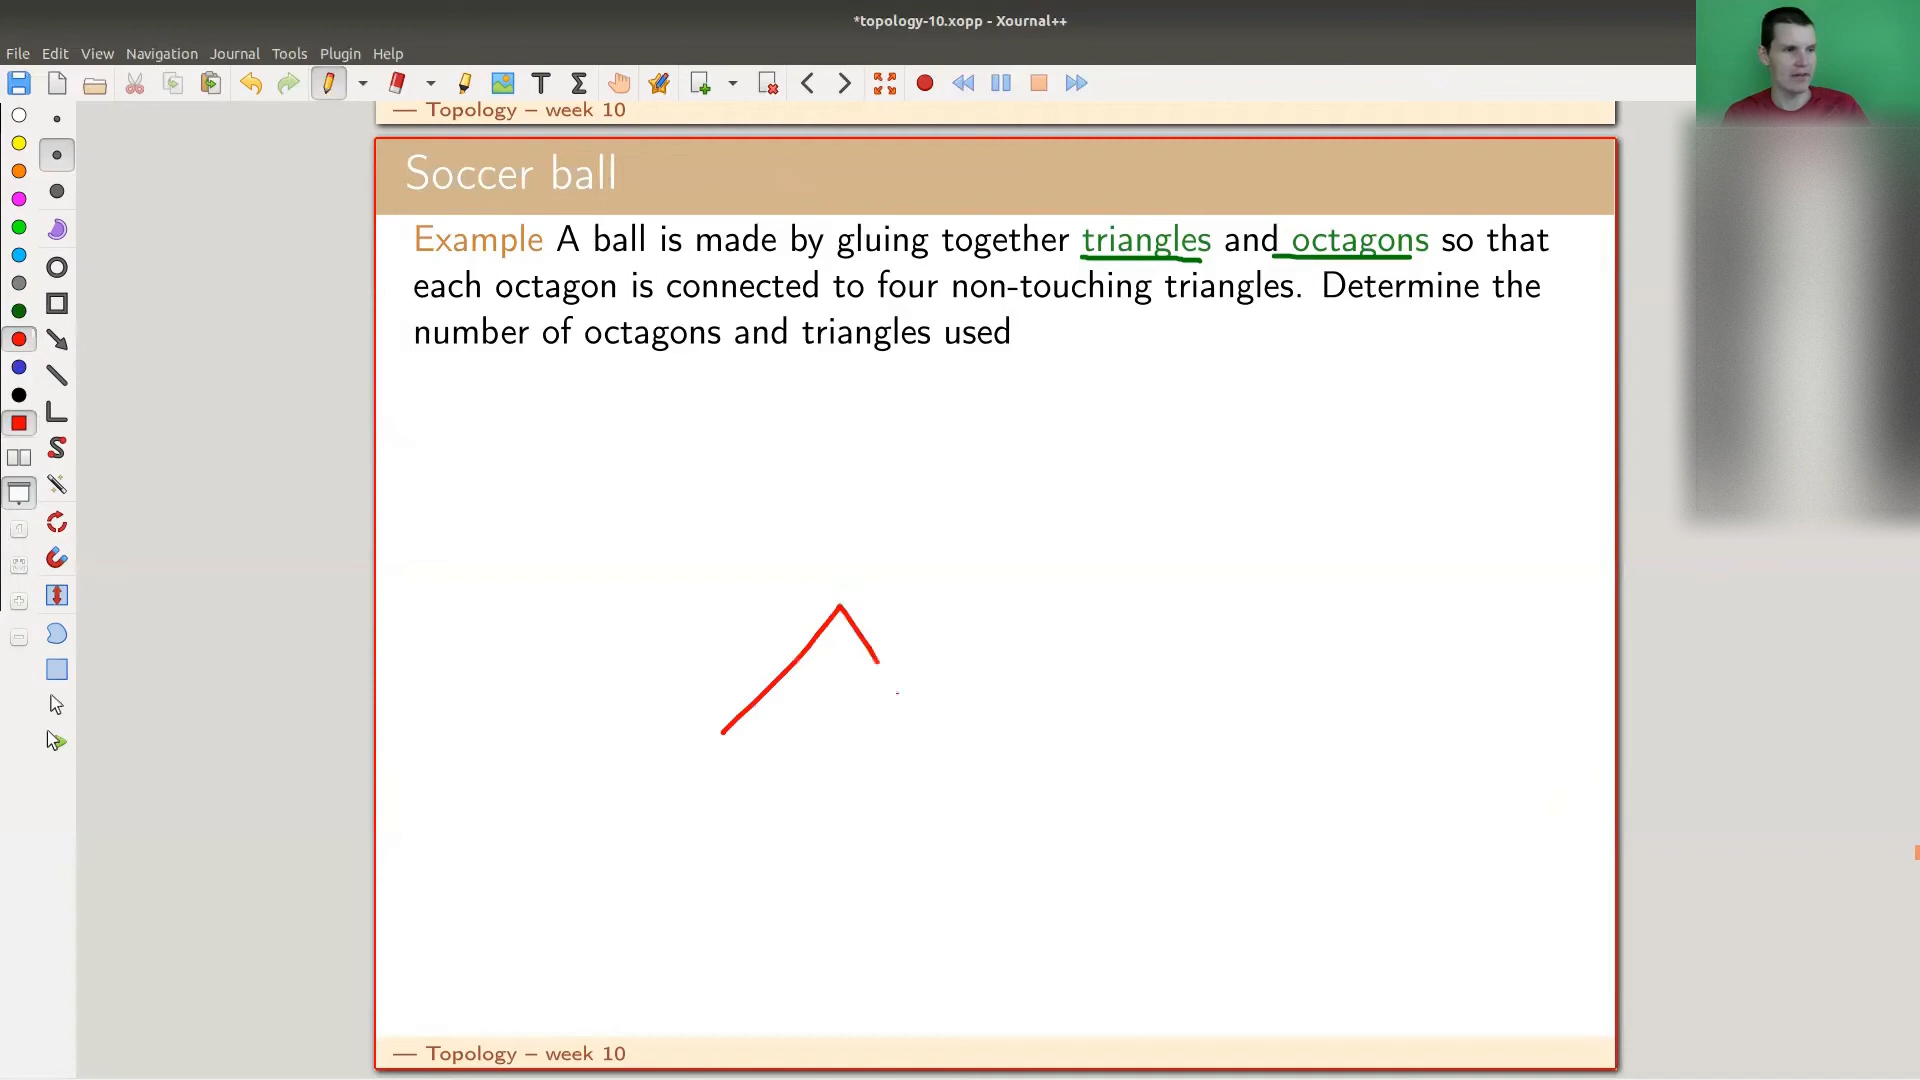 *topology-10.xopp - Xournal++
File Edit View Navigation Journal Tools Plugin Help
— Topology – week 10
Soccer ball
Example A ball is made by gluing together triangles and octagons so that
each octagon is connected to four non-touching triangles. Determine the
number of octagons and triangles used
— Topology – week 10